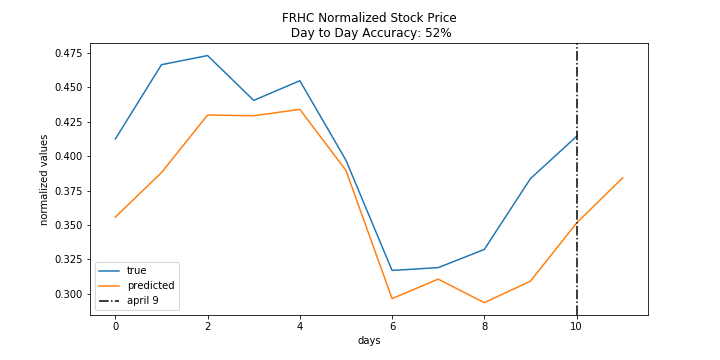 FRHC Normalized Stock Price
Day to Day Accuracy: 52%
normalized values
0.475
0.450
0.425
0.400
0.375
0.350
0.325
0.300
true
predicted
april 9
0 2 4 6 8 10
days